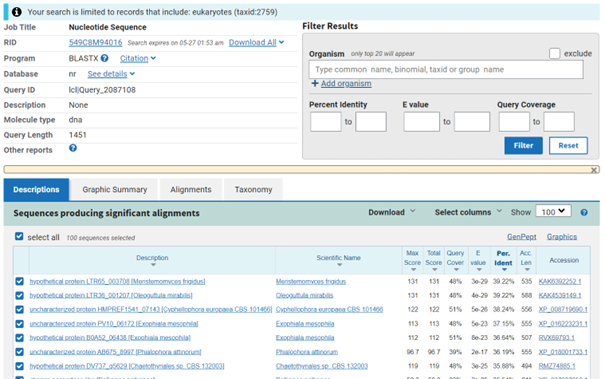 Your search is limited to records that include: eukaryotes (taxid:2759)
Job Title Nucleotide Sequence
RID 549C8M94016 Search expires on 05-27 01:53 am Download All
Program BLASTX Citation
Database nr See details
Query ID lcl|Query_2087108
Description None
Molecule type dna
Query Length 1451
Other reports
Filter Results
Organism only top 20 will appear exclude
Type common name, binomial, taxid or group name
+ Add organism
Percent Identity E value Query Coverage
to to to
Filter Reset
Descriptions Graphic Summary Alignments Taxonomy
Sequences producing significant alignments Download Select columns Show 100
select all 100 sequences selected GenPept Graphics
Description Scientific Name Max Score Total Score Query Cover E value Per. Ident Acc. Len Accession
hypothetical protein LTR65_003708 [Meristemomyces frigidus] Meristemomyces frigidus 131 131 48% 3e-29 39.22% 535 KAK6392252.1
hypothetical protein LTR36_001207 [Oleoguttula mirabilis] Oleoguttula mirabilis 131 131 48% 4e-29 39.22% 588 KAK4539149.1
uncharacterized protein HMPREF1541_07143 [Cyphellophora europaea CBS 101466] Cyphellophora europaea CBS 101466 122 122 51% 5e-26 38.24% 556 XP_008719690.1
uncharacterized protein PV10_06172 [Exophiala mesophila] Exophiala mesophila 113 113 48% 5e-23 37.15% 555 XP_016223231.1
hypothetical protein B0A52_06438 [Exophiala mesophila] Exophiala mesophila 112 112 51% 8e-23 36.64% 507 RVX69793.1
uncharacterized protein AB675_8997 [Phialophora attinorum] Phialophora attinorum 96.7 96.7 39% 2e-17 36.19% 555 XP_018001733.1
hypothetical protein DV737_g5629 [Chaetothyriales sp. CBS 132003] Chaetothyriales sp. CBS 132003 94.0 94.0 48% 3e-25 35.88% 494 RMZ74885.1